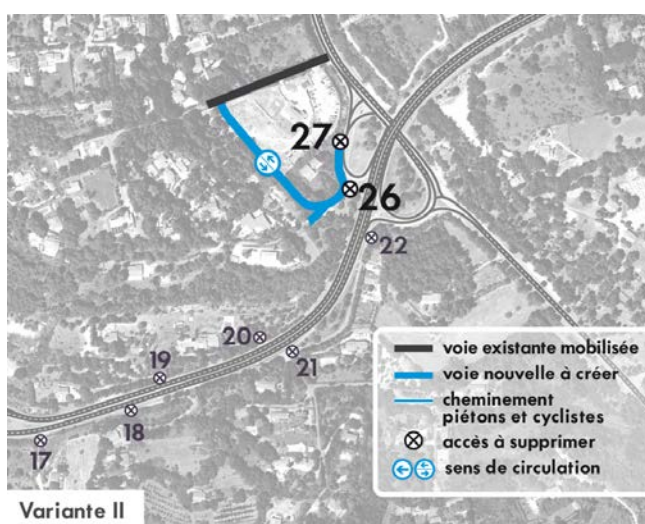 27
26
22
20
21
19
18
17
voie existante mobilisée
voie nouvelle à créer
cheminement
piétons et cyclistes
accès à supprimer
sens de circulation
Variante II